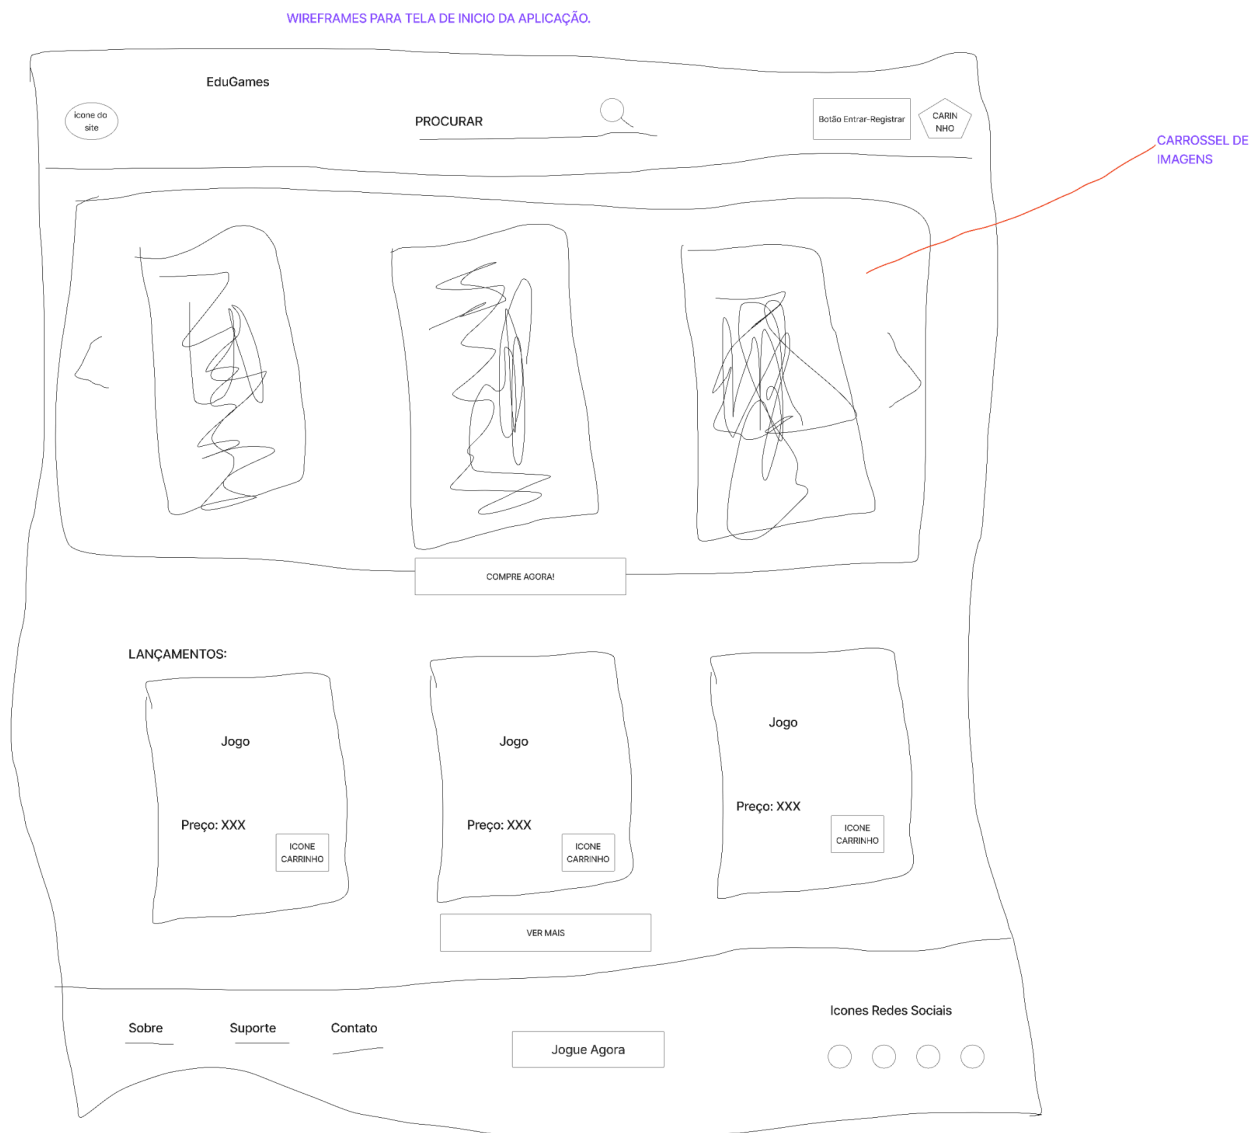 WIREFRAMES PARA TELA DE INICIO DA APLICAÇÃO.
EduGames
icone do
site
PROCURAR
Botão Entrar-Registrar
CARIN
NHO
CARROSSEL DE
IMAGENS
COMPRE AGORA!
LANÇAMENTOS:
Jogo
Preço: XXX
ICONE
CARRINHO
Jogo
Preço: XXX
ICONE
CARRINHO
Jogo
Preço: XXX
ICONE
CARRINHO
VER MAIS
Sobre
Suporte
Contato
Jogue Agora
Icones Redes Sociais